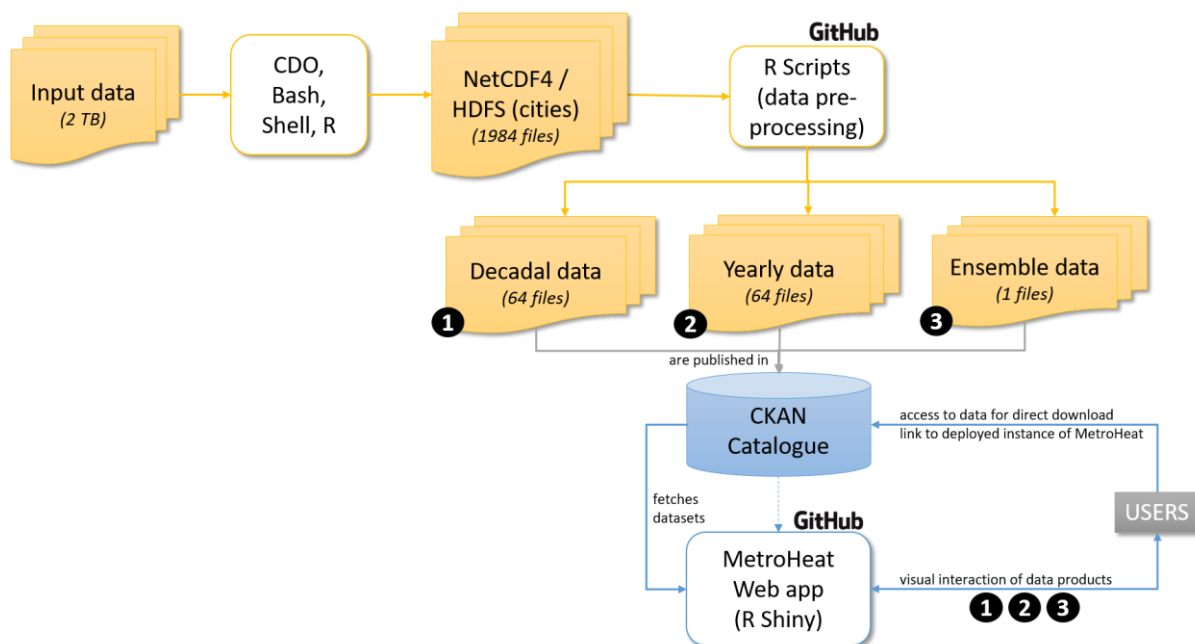 GitHub
Input data
(2 TB)
CDO,
Bash,
Shell, R
NetCDF4 /
HDFS (cities)
(1984 files)
R Scripts
(data pre-
processing)
Decadal data
(64 files)
1
Yearly data
(64 files)
2
Ensemble data
(1 files)
3
are published in
CKAN
Catalogue
access to data for direct download
link to deployed instance of MetroHeat
fetches
datasets
USERS
GitHub
MetroHeat
Web app
(R Shiny)
visual interaction of data products
1 2 3